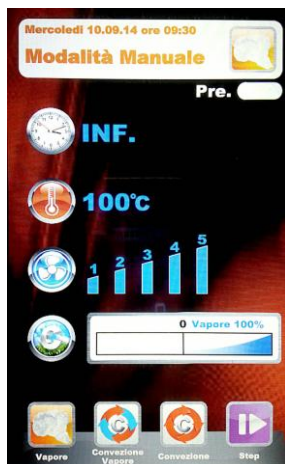 Mercoledì 10.09.14 ore 09:30
Modalità Manuale
Pre.
INF.
100°C
1 2 3 4 5
0 Vapore 100%
C
C C
Vapore Convezione Vapore Convezione Step